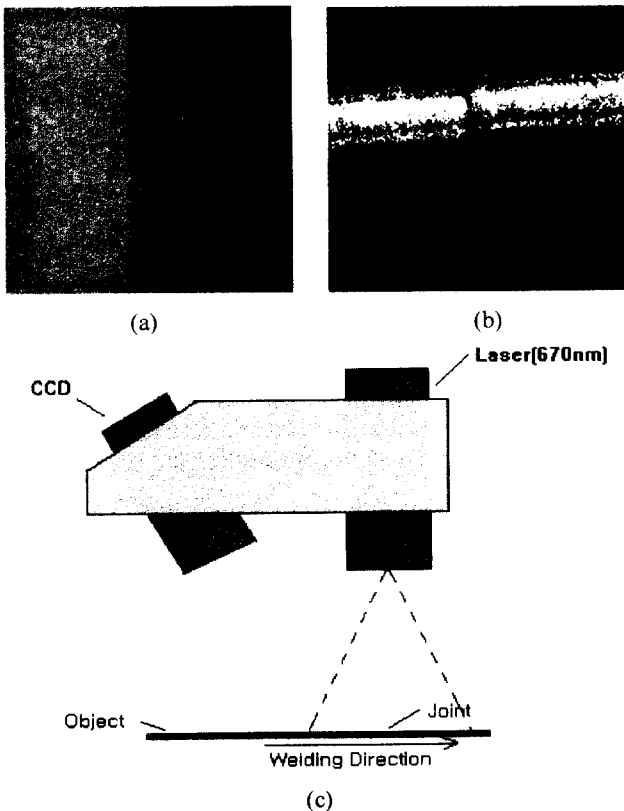 (a)
(b)
Laser(670nm)
CCD
Object
Joint
Welding Direction
(c)